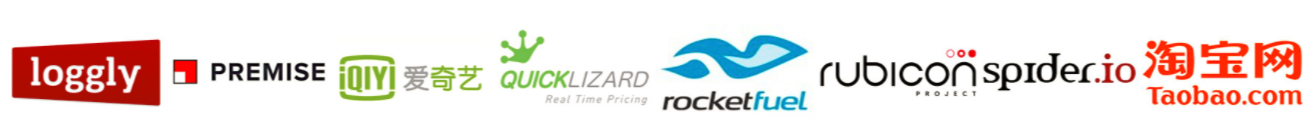 loggly
PREMISE
iQIYI 爱奇艺
QUICKLIZARD
Real Time Pricing
rocketfuel
rubicon
PROJECT
spider.io
淘宝网
Taobao.com